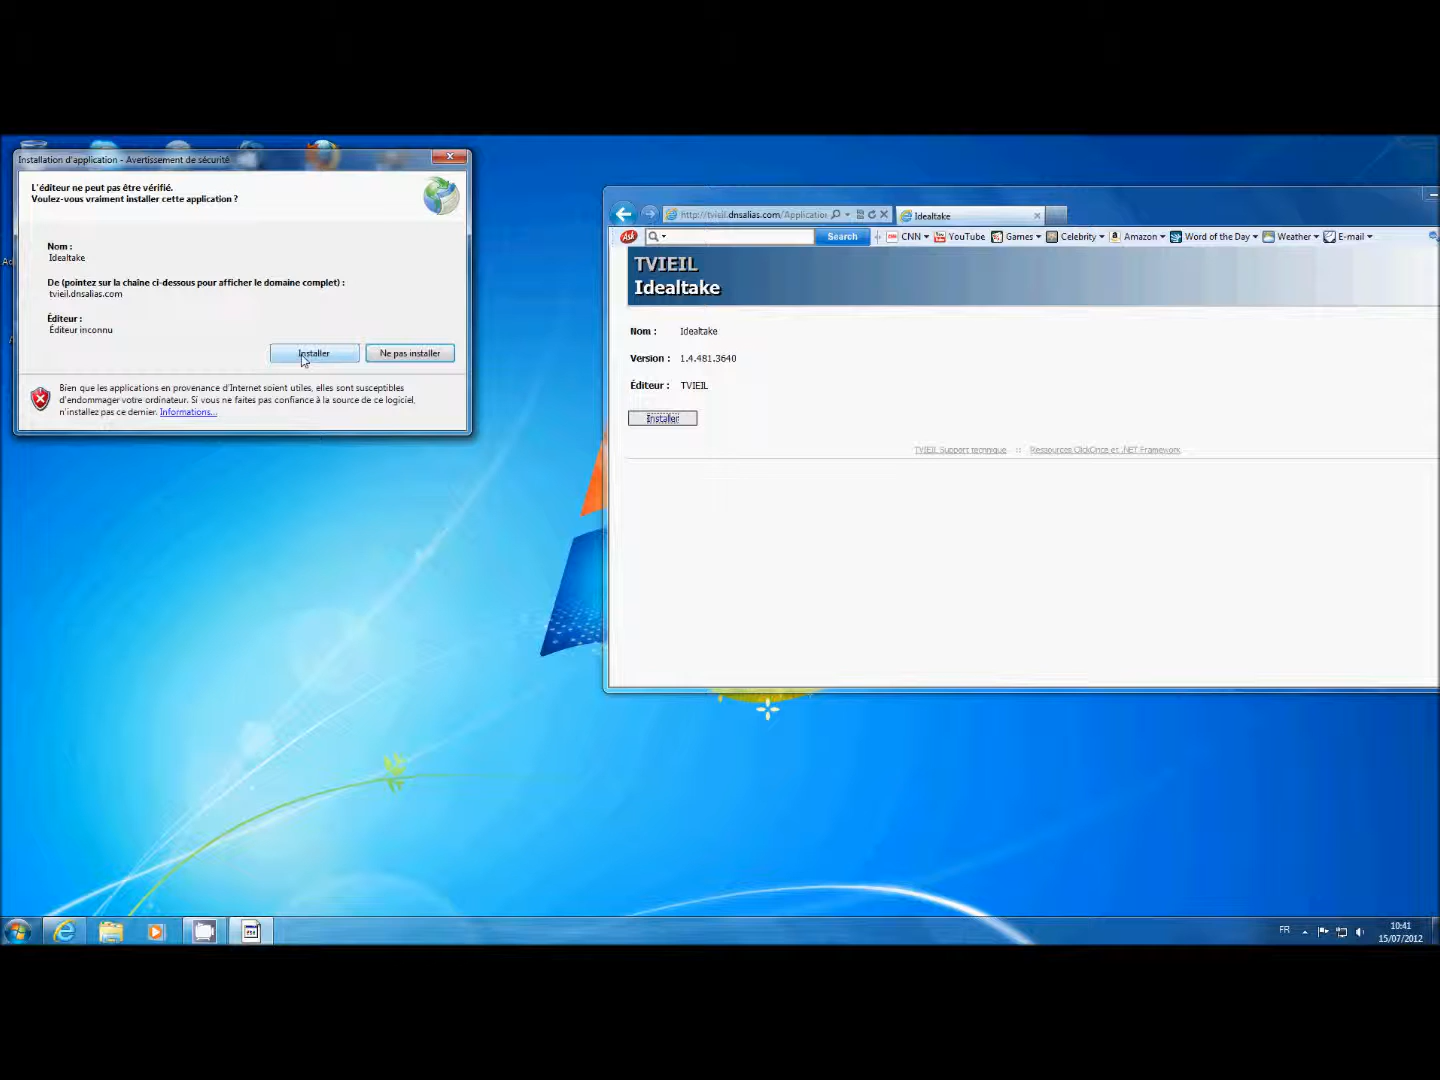 Installation d'application - Avertissement de sécurité
L'éditeur ne peut pas être vérifié.
Voulez-vous vraiment installer cette application ?
Nom :
Idealtake
De (pointez sur la chaîne ci-dessous pour afficher le domaine complet) :
tvieil.dnsalias.com
Éditeur :
Éditeur inconnu
Installer
Ne pas installer
Bien que les applications en provenance d'Internet soient utiles, elles sont susceptibles
d'endommager votre ordinateur. Si vous ne faites pas confiance à la source de ce logiciel,
n'installez pas ce dernier. Informations...
http://tvieil.dnsalias.com/Application
Idealtake
Ask
Search
CNN
YouTube
Games
Celebrity
Amazon
Word of the Day
Weather
E-mail
TVIEIL
Idealtake
Nom : Idealtake
Version : 1.4.481.3640
Éditeur : TVIEIL
Installer
TVIEIL Support technique :: Ressources ClickOnce et .NET Framework
FR
10:41
15/07/2012